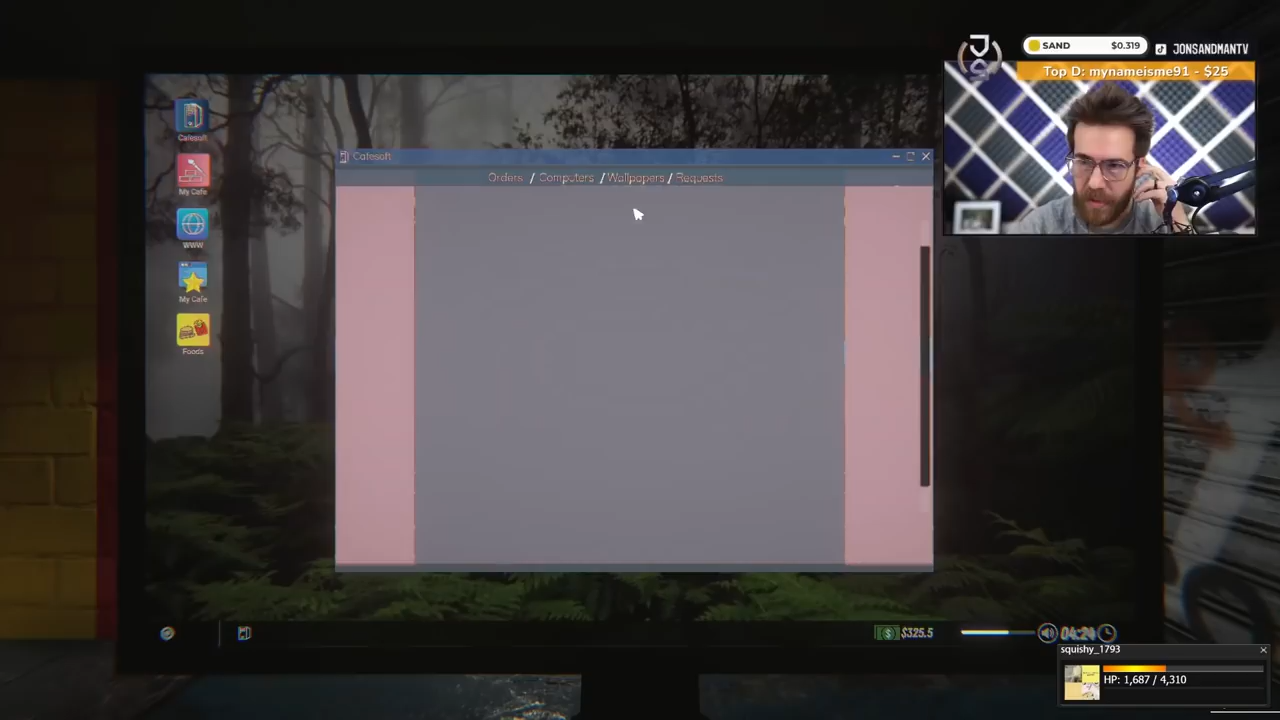 SAND $0.319 JONSANDMANTV
Top D: mynameisme91 - $25
Cafesoft
My Cafe
WWW
My Cafe
Foods
Cafesoft
Orders / Computers / Wallpapers / Requests
$325.5
04:24
squishy_1793
HP: 1,687 / 4,310